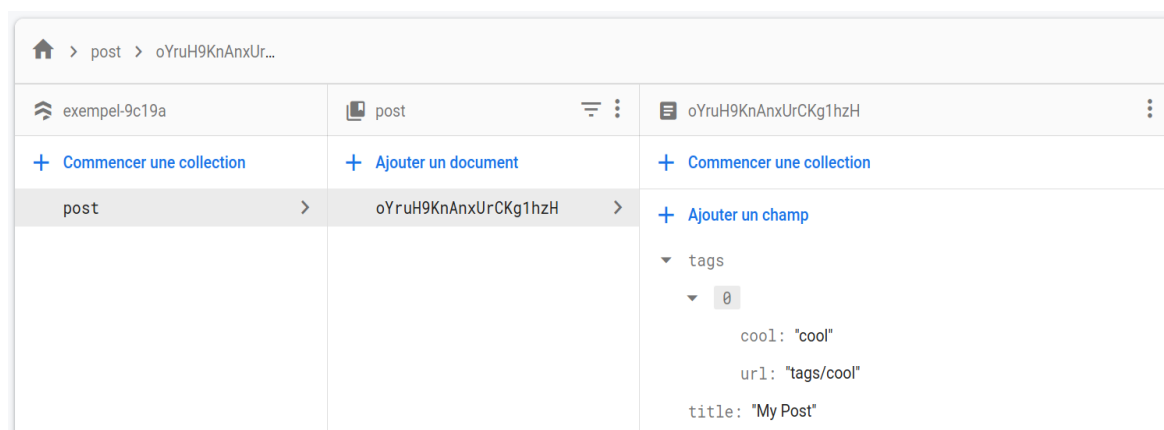 post oYruH9KnAnxUr...
exempel-9c19a post oYruH9KnAnxUrCKg1hzH
Commencer une collection Ajouter un document Commencer une collection
post oYruH9KnAnxUrCKg1hzH
Ajouter un champ
tags
0
cool: "cool"
url: "tags/cool"
title: "My Post"